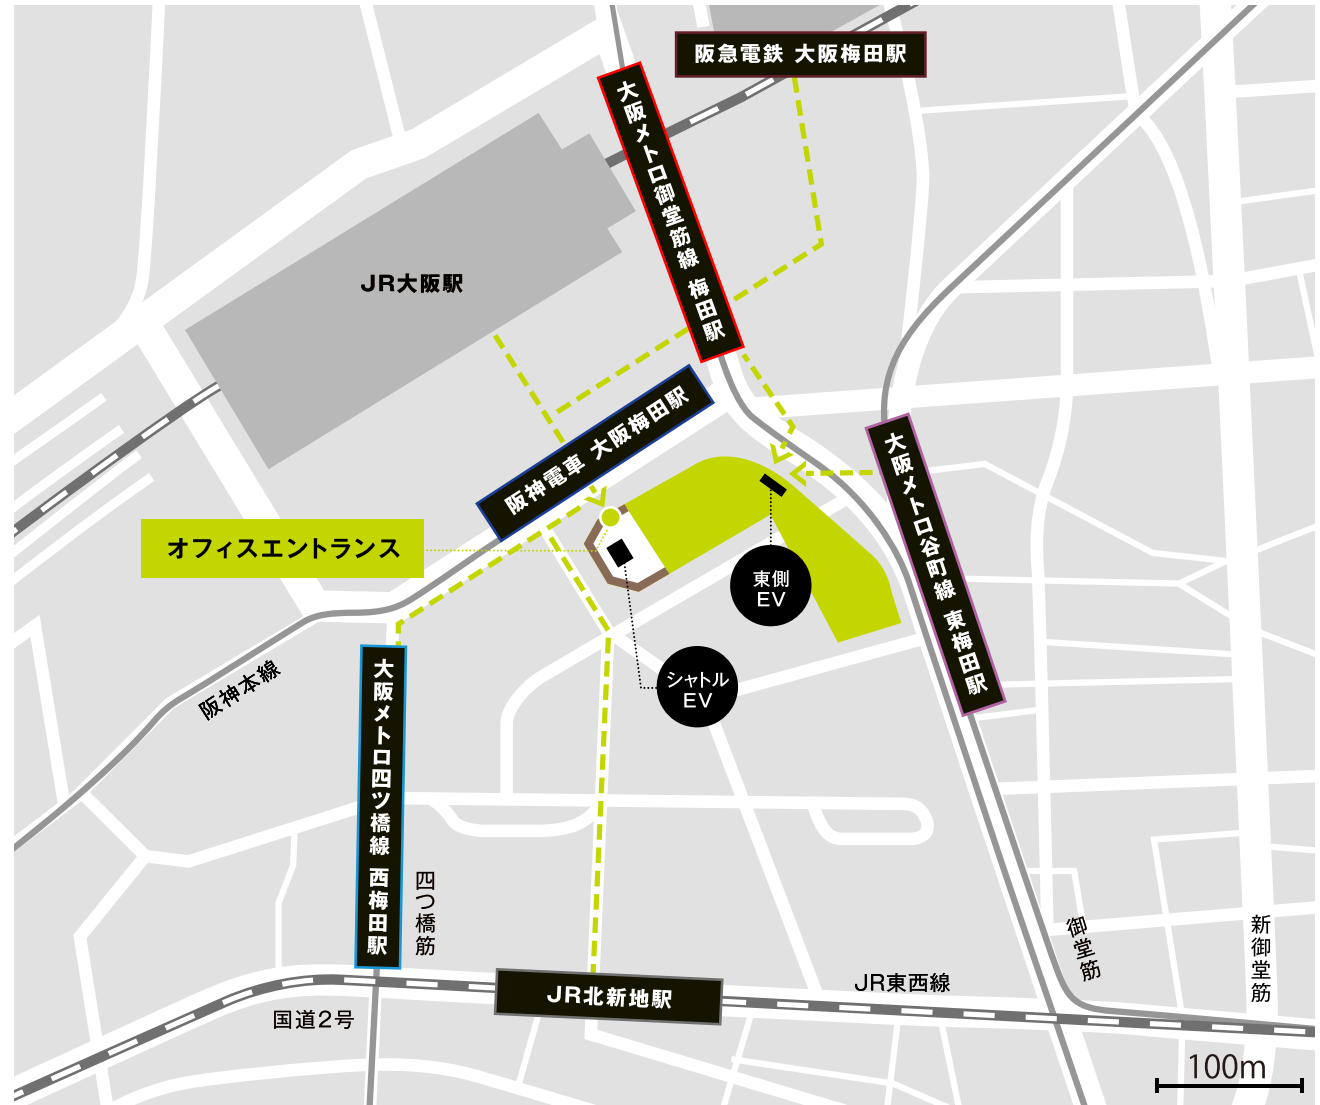 阪急電鉄 大阪梅田駅
大阪メトロ御堂筋線 梅田駅
JR大阪駅
阪神電車 大阪梅田駅
大阪メトロ谷町線 東梅田駅
オフィスエントランス
東側
EV
シャトル
EV
阪神本線
大阪メトロ四ツ橋線 西梅田駅
四つ橋筋
御堂筋
新御堂筋
JR東西線
JR北新地駅
国道2号
100m